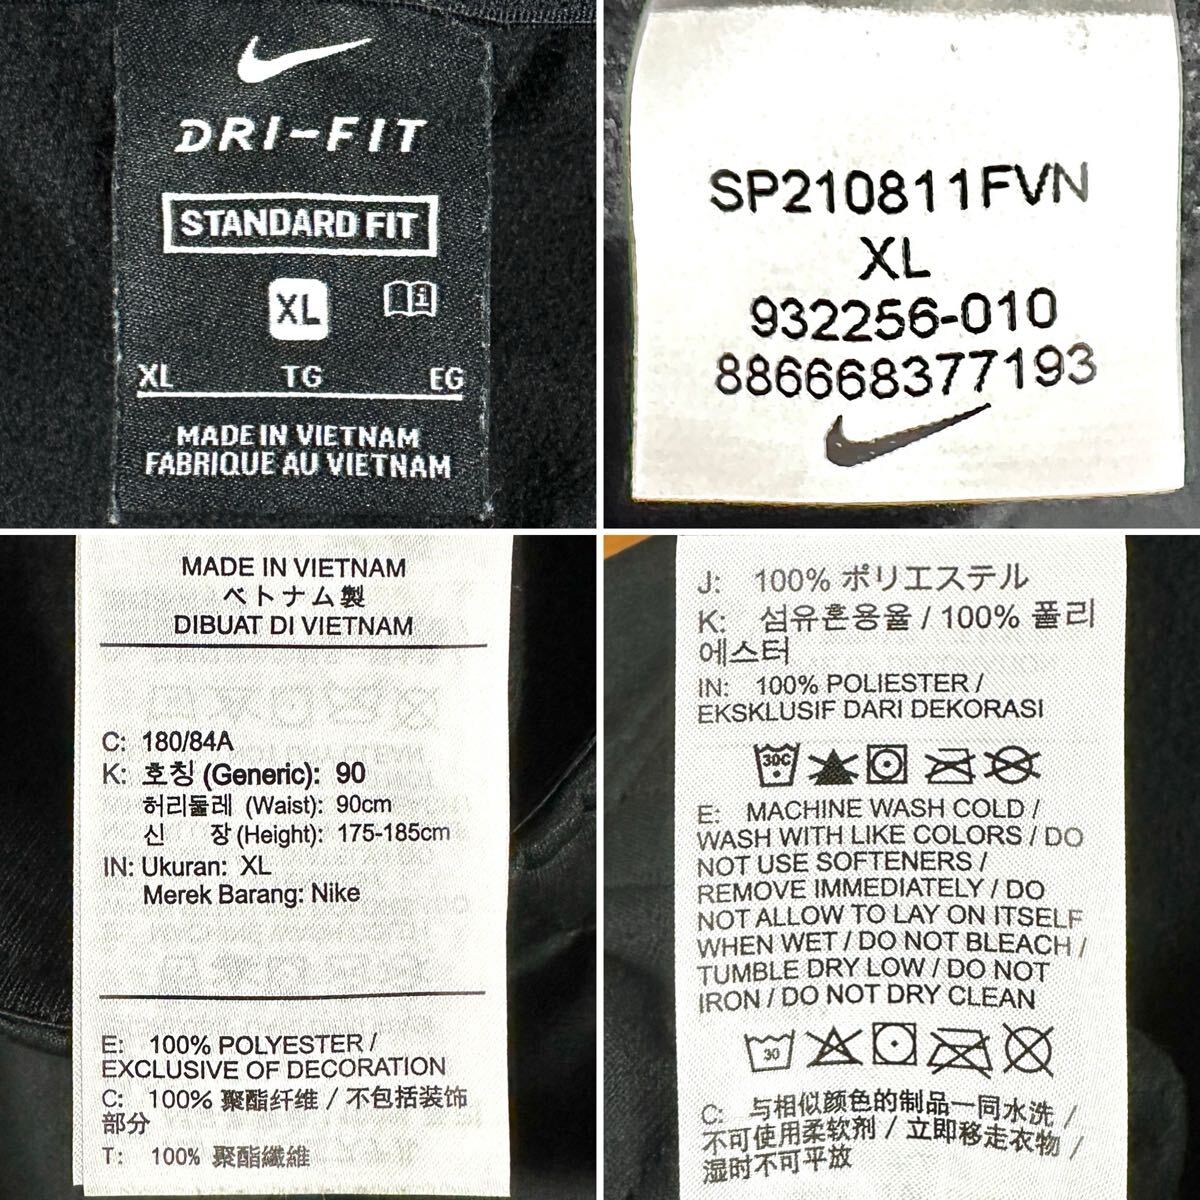 DRI-FIT
STANDARD FIT
XL
XL TG EG
MADE IN VIETNAM
FABRIQUE AU VIETNAM
SP210811FVN
XL
932256-010
886668377193
MADE IN VIETNAM
ベトナム製
DIBUAT DI VIETNAM
C: 180/84A
K: 호칭 (Generic): 90
허리둘레 (Waist): 90cm
신 장 (Height): 175-185cm
IN: Ukuran: XL
Merek Barang: Nike
E: 100% POLYESTER /
EXCLUSIVE OF DECORATION
C: 100% 聚酯纤维 / 不包括装饰
部分
T: 100% 聚酯纖維
J: 100% ポリエステル
K: 섬유혼용율 / 100% 폴리
에스터
IN: 100% POLIESTER /
EKSKLUSIF DARI DEKORASI
30C
E: MACHINE WASH COLD /
WASH WITH LIKE COLORS / DO
NOT USE SOFTENERS /
REMOVE IMMEDIATELY / DO
NOT ALLOW TO LAY ON ITSELF
WHEN WET / DO NOT BLEACH /
TUMBLE DRY LOW / DO NOT
IRON / DO NOT DRY CLEAN
30
C: 与相似颜色的制品一同水洗 /
不可使用柔软剂 / 立即移走衣物 /
湿时不可平放